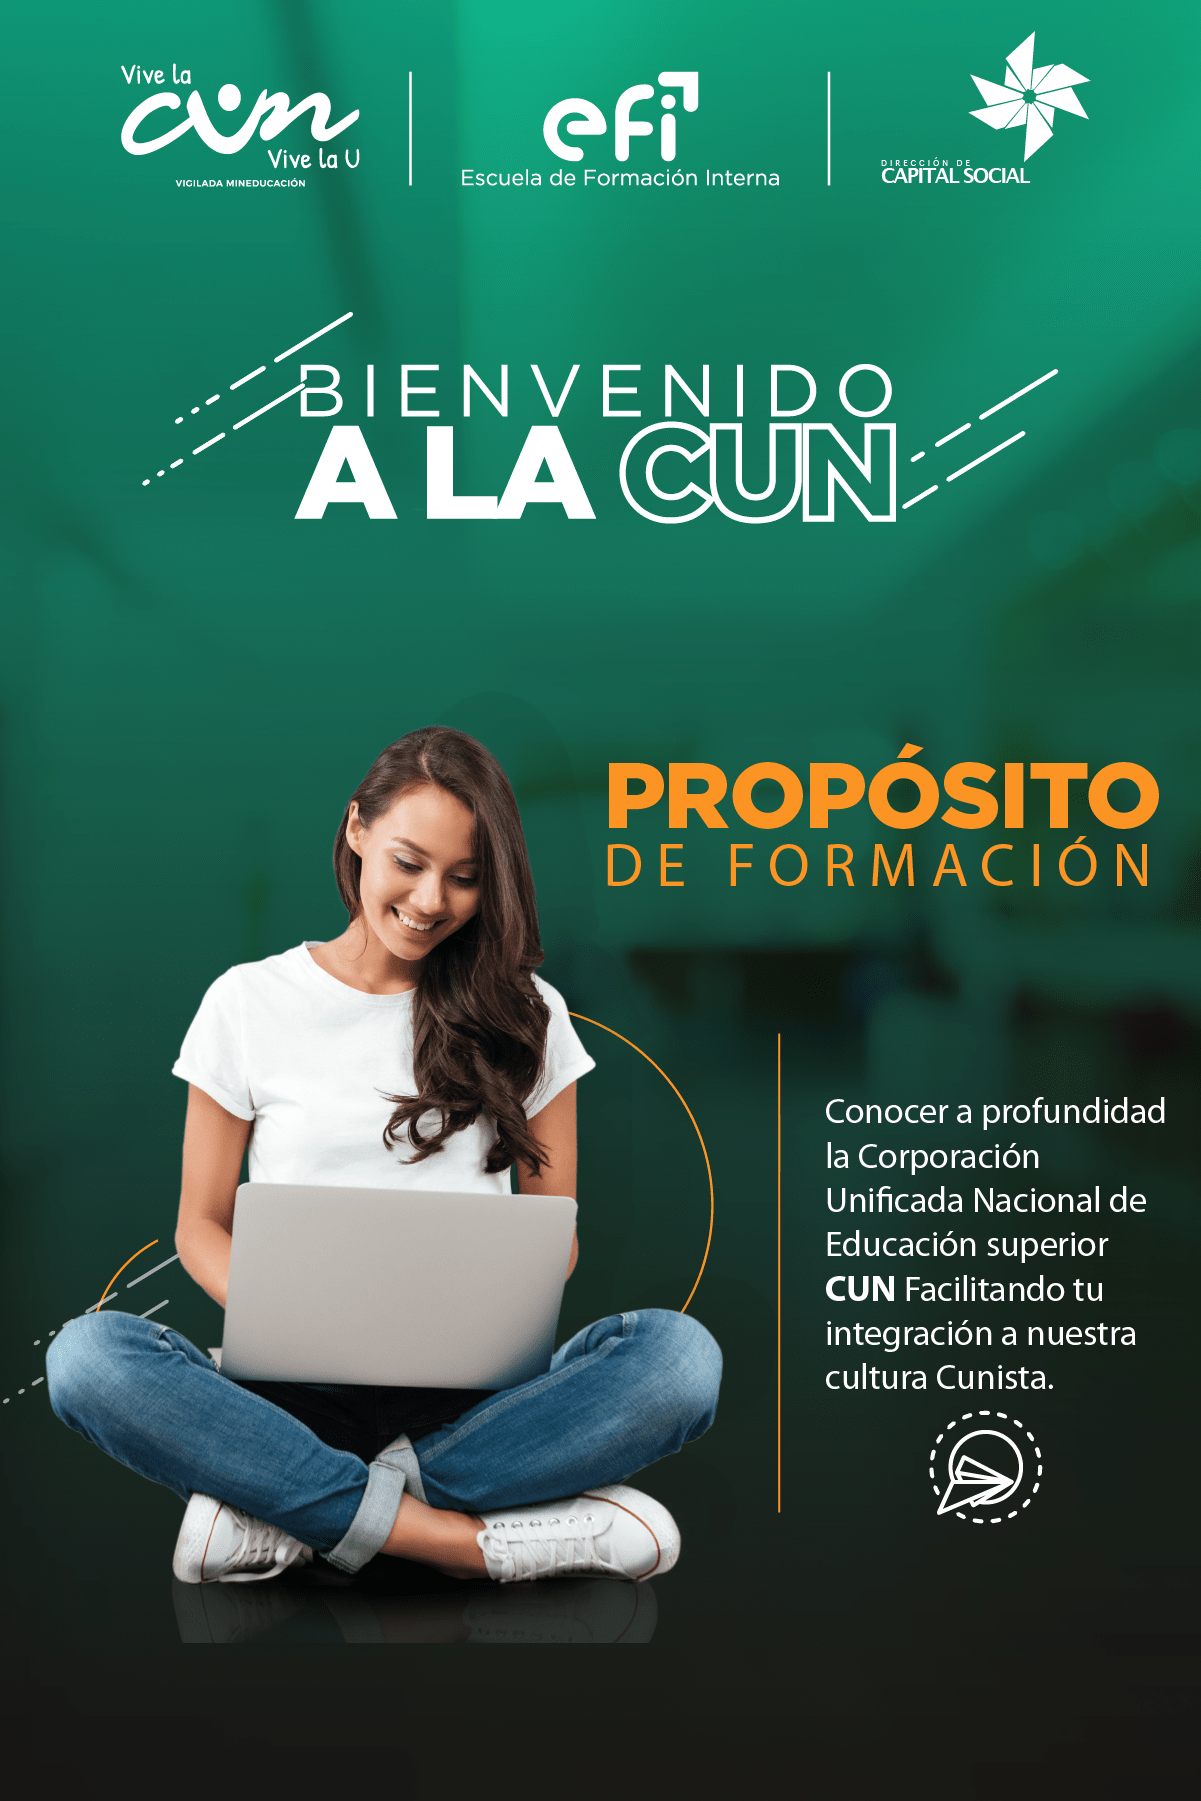 Vive la
cun
Vive la U
VIGILADA MINEDUCACIÓN
efi
Escuela de Formación Interna
DIRECCIÓN DE
CAPITAL SOCIAL
BIENVENIDO
A LA CUN
PROPÓSITO
DE FORMACIÓN
Conocer a profundidad
la Corporación
Unificada Nacional de
Educación superior
CUN Facilitando tu
integración a nuestra
cultura Cunista.